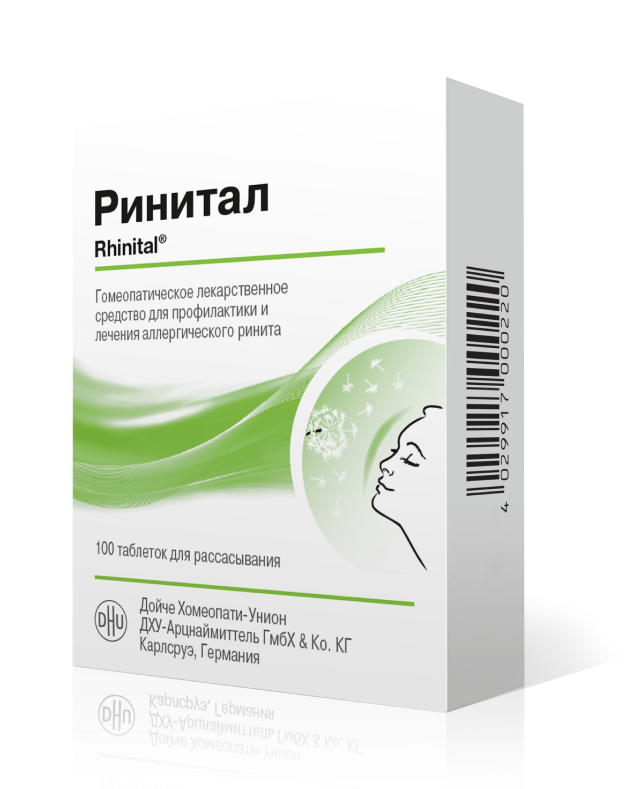 Ринитал
Rhinital®
Гомеопатическое лекарственное
средство для профилактики и
лечения аллергического ринита
100 таблеток для рассасывания
DHU
Дойче Хомеопати-Унион
ДХУ-Арцнаймиттель ГмбХ & Ко. КГ
Карлсруэ, Германия
4 029917 000220